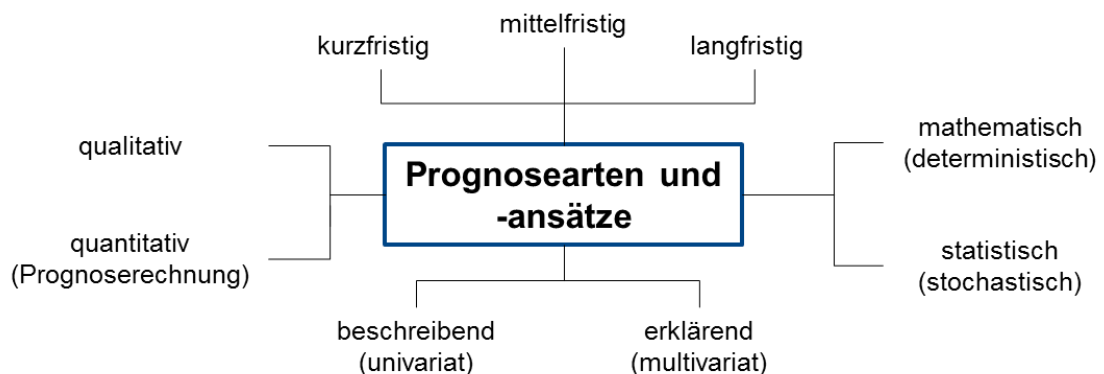 mittelfristig
kurzfristig
langfristig
qualitativ
quantitativ
(Prognoserechnung)
Prognosearten und
-ansätze
mathematisch
(deterministisch)
statistisch
(stochastisch)
beschreibend
(univariat)
erklärend
(multivariat)